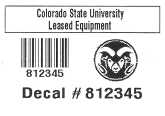 Colorado State University
Leased Equipment
812345
Decal # 812345